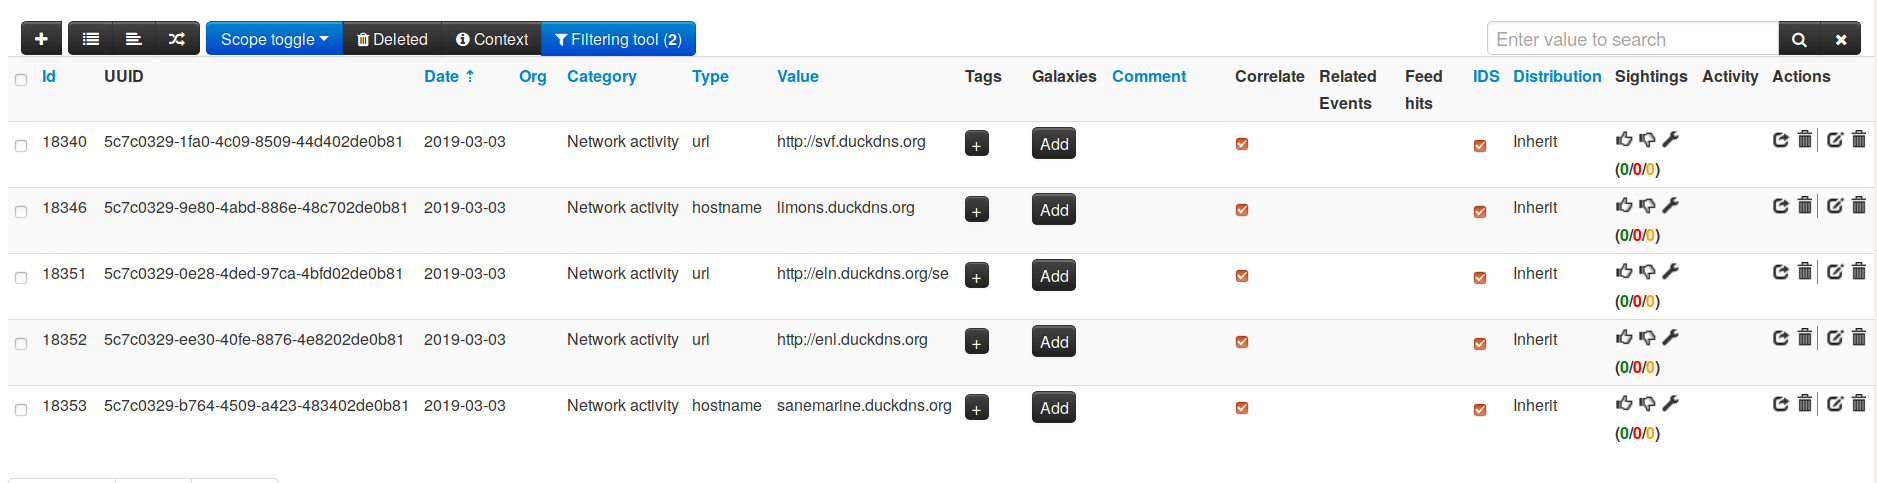 Scope toggle Deleted Context Filtering tool (2) Enter value to search
Id UUID Date Org Category Type Value Tags Galaxies Comment Correlate Related Events Feed hits IDS Distribution Sightings Activity Actions
18340 5c7c0329-1fa0-4c09-8509-44d402de0b81 2019-03-03 Network activity url http://svf.duckdns.org + Add Inherit
(0/0/0)
18346 5c7c0329-9e80-4abd-886e-48c702de0b81 2019-03-03 Network activity hostname limons.duckdns.org + Add Inherit
(0/0/0)
18351 5c7c0329-0e28-4ded-97ca-4bfd02de0b81 2019-03-03 Network activity url http://eln.duckdns.org/se + Add Inherit
(0/0/0)
18352 5c7c0329-ee30-40fe-8876-4e8202de0b81 2019-03-03 Network activity url http://enl.duckdns.org + Add Inherit
(0/0/0)
18353 5c7c0329-b764-4509-a423-483402de0b81 2019-03-03 Network activity hostname sanemarine.duckdns.org + Add Inherit
(0/0/0)